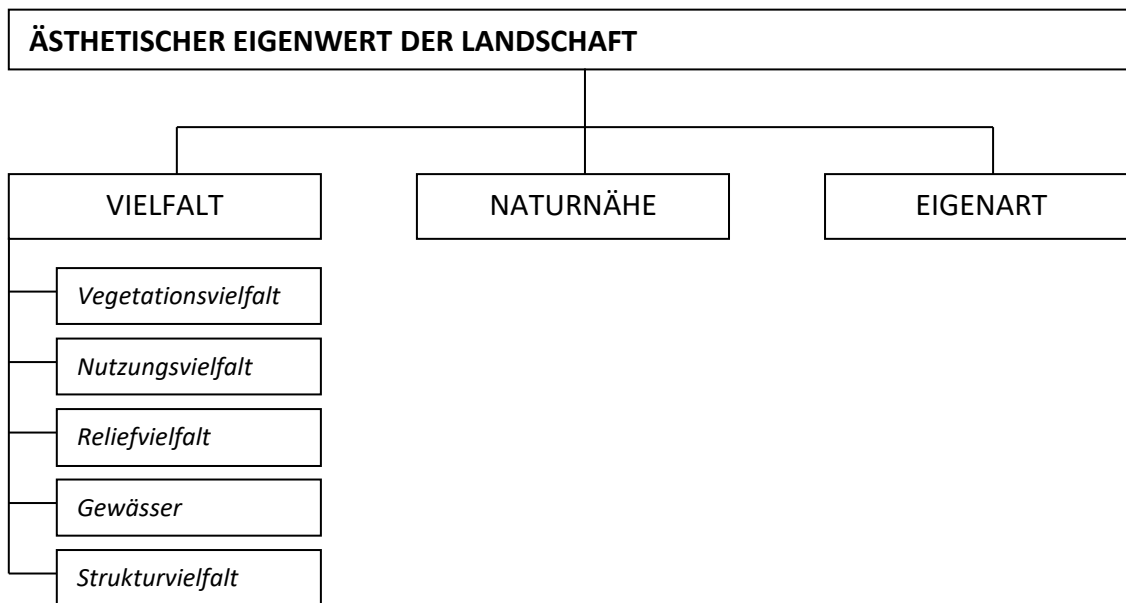 ÄSTHETISCHER EIGENWERT DER LANDSCHAFT
VIELFALT
NATURNÄHE
EIGENART
Vegetationsvielfalt
Nutzungsvielfalt
Reliefvielfalt
Gewässer
Strukturvielfalt